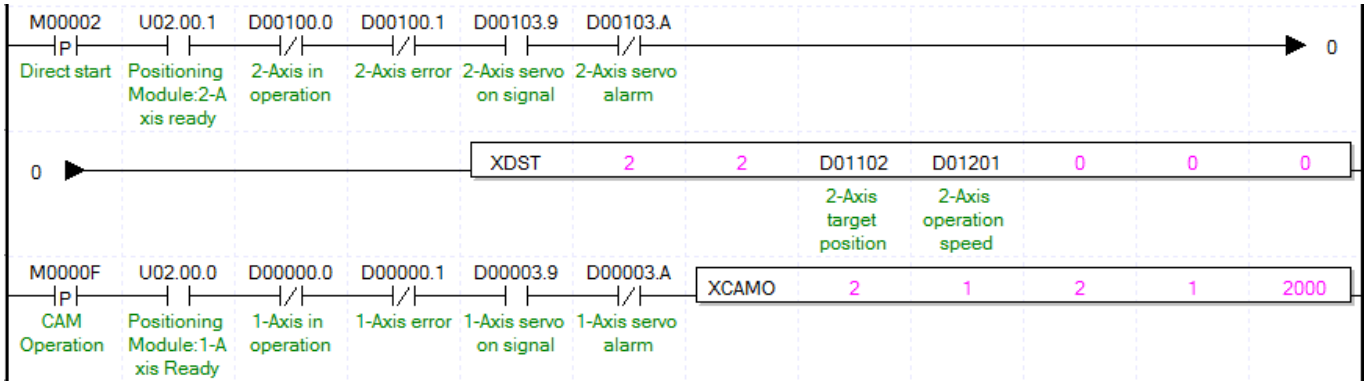 M00002 U02.00.1 D00100.0 D00100.1 D00103.9 D00103.A
P
0
Direct start Positioning 2-Axis in 2-Axis error 2-Axis servo 2-Axis servo
Module:2-A operation on signal alarm
xis ready
0 XDST 2 2 D01102 D01201 0 0 0
2-Axis 2-Axis
target operation
position speed
M0000F U02.00.0 D00000.0 D00000.1 D00003.9 D00003.A
P XCAMO 2 1 2 1 2000
CAM Positioning 1-Axis in 1-Axis error 1-Axis servo 1-Axis servo
Operation Module:1-A operation on signal alarm
xis Ready